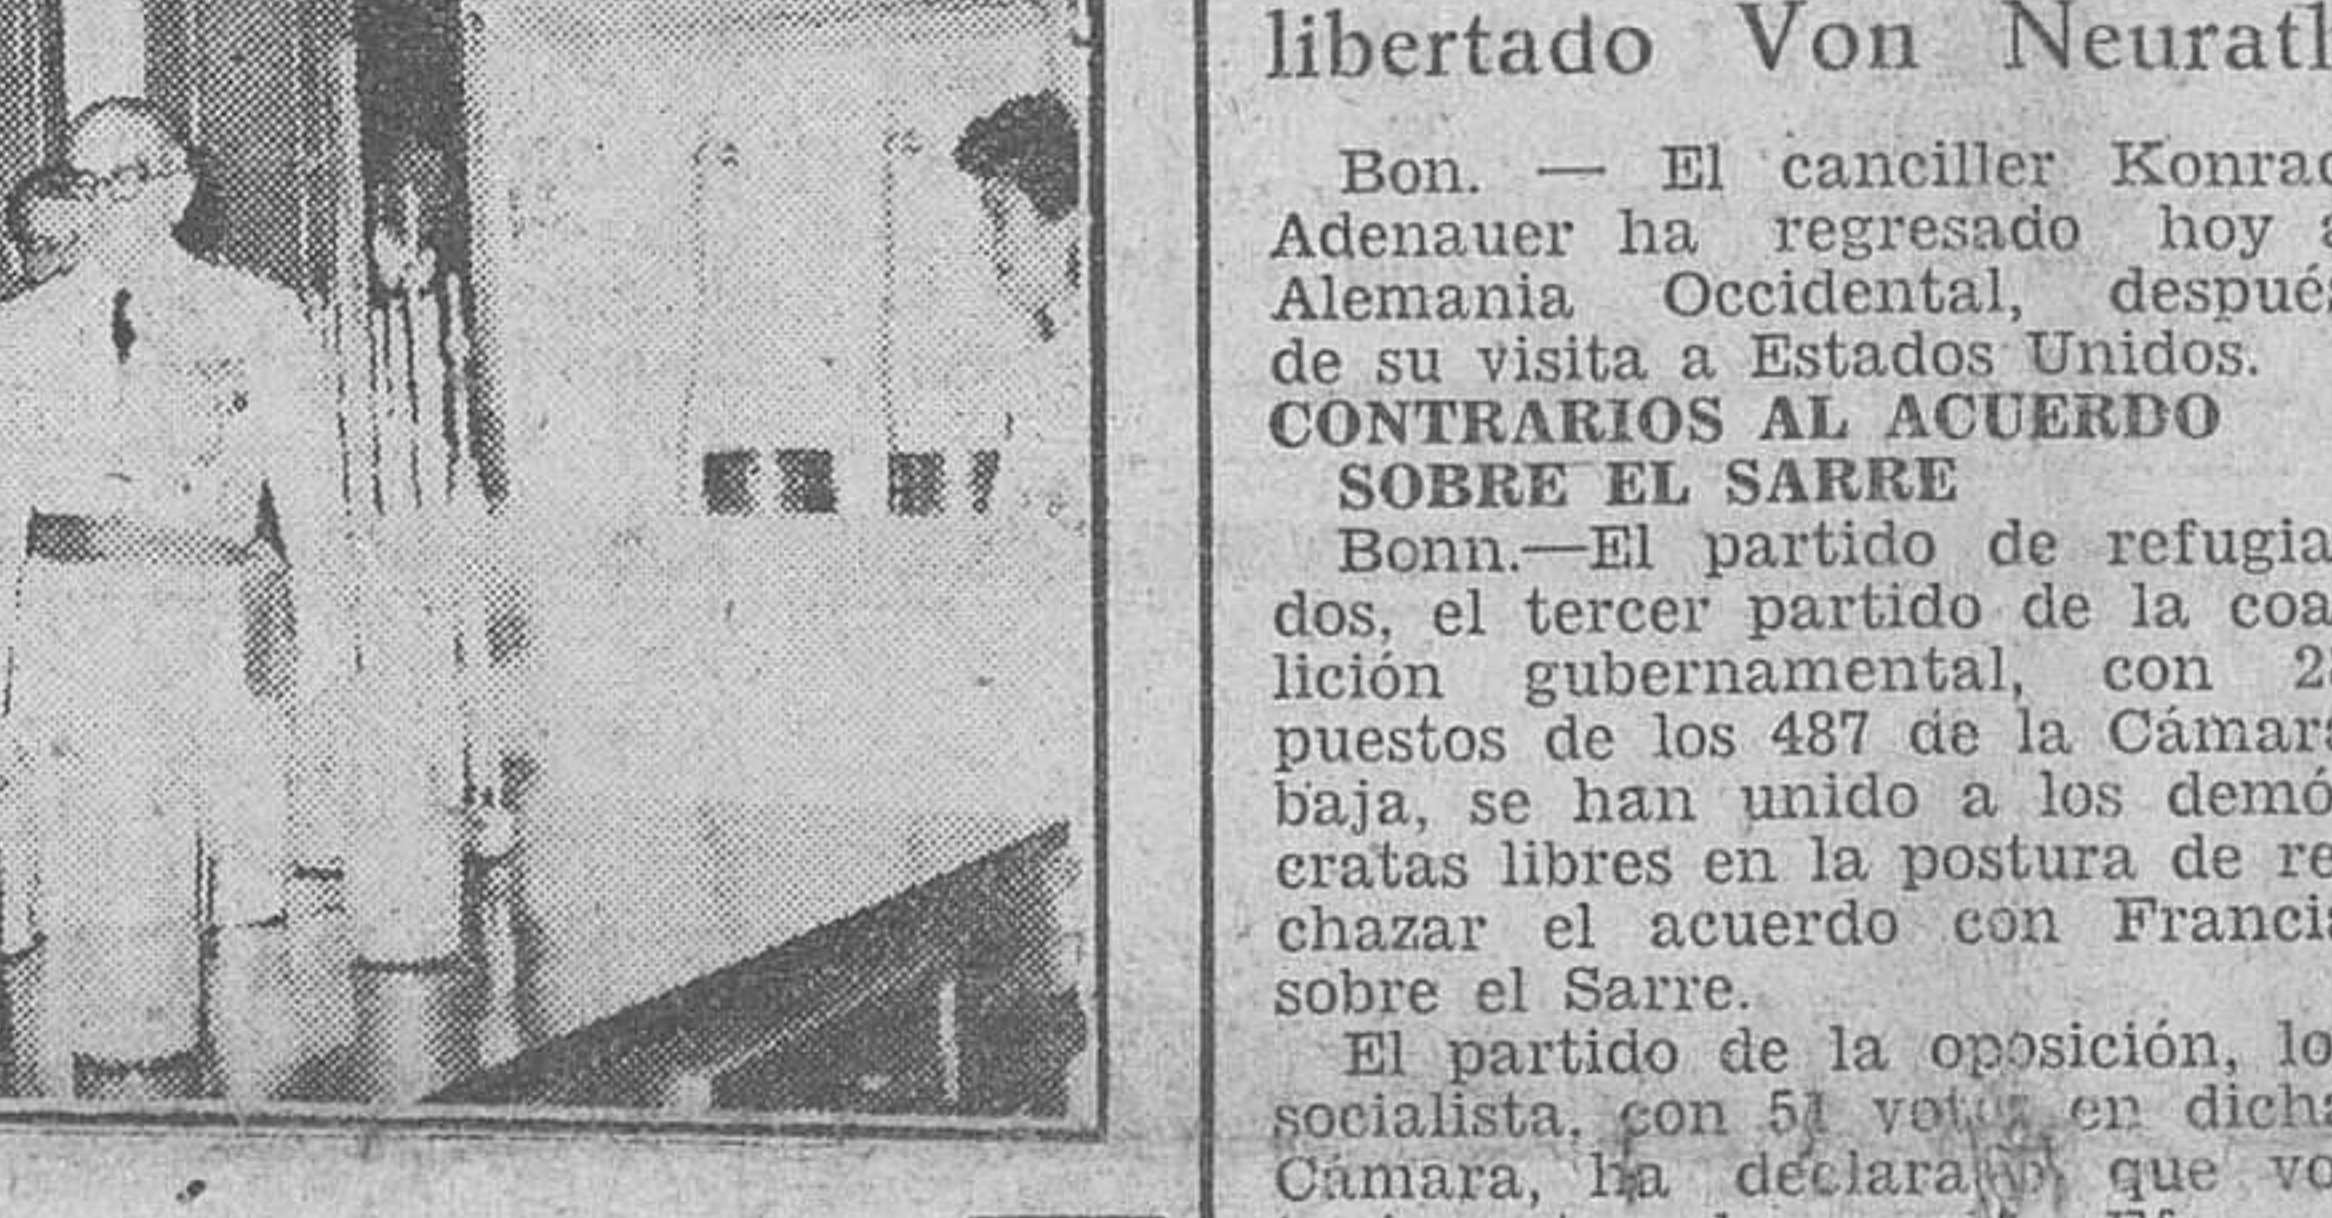 libertado Von Neurath
Bon. — El canciller Konrad
Adenauer ha regresado hoy a
Alemania Occidental, después
de su visita a Estados Unidos.
CONTRARIOS AL ACUERDO
SOBRE EL SARRE
Bonn.—El partido de refugia-
dos, el tercer partido de la coa-
lición gubernamental, con
puestos de los 487 de la Cámara
baja, se han unido a los demó-
cratas libres en la postura de re-
chazar el acuerdo con Francia
sobre el Sarre.
El partido de la oposición, lo
socialista, con 51 votos en dicha
Cámara, ha declarado que vo